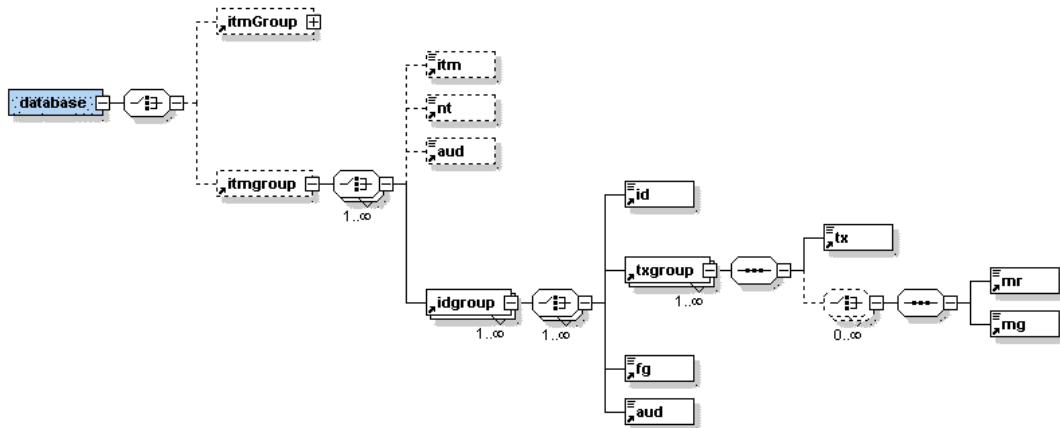 itmGroup
itm
database
nt
aud
itmgroup
1..∞
id
tx
txgroup
1..∞
mr
idgroup
1..∞
1..∞
0..∞
mg
fg
aud